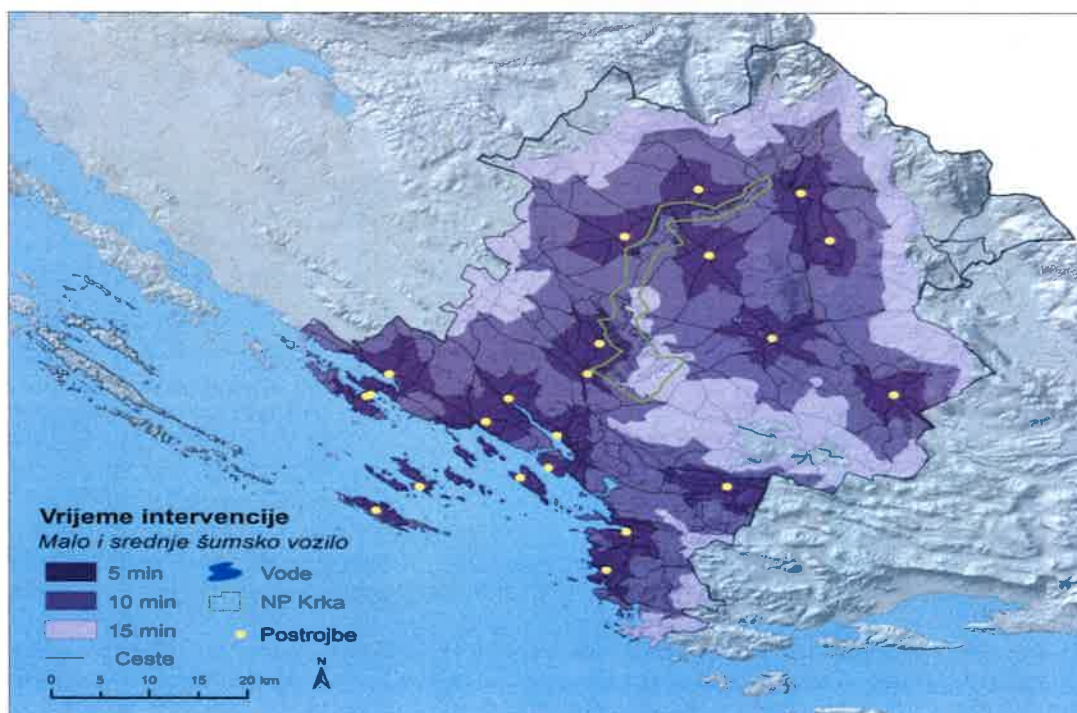 Vrijeme intervencije
Malo i srednje šumsko vozilo
5 min
10 min
15 min
Ceste
Vode
NP Krka
Postrojbe
0 5 10 15 20 km
N